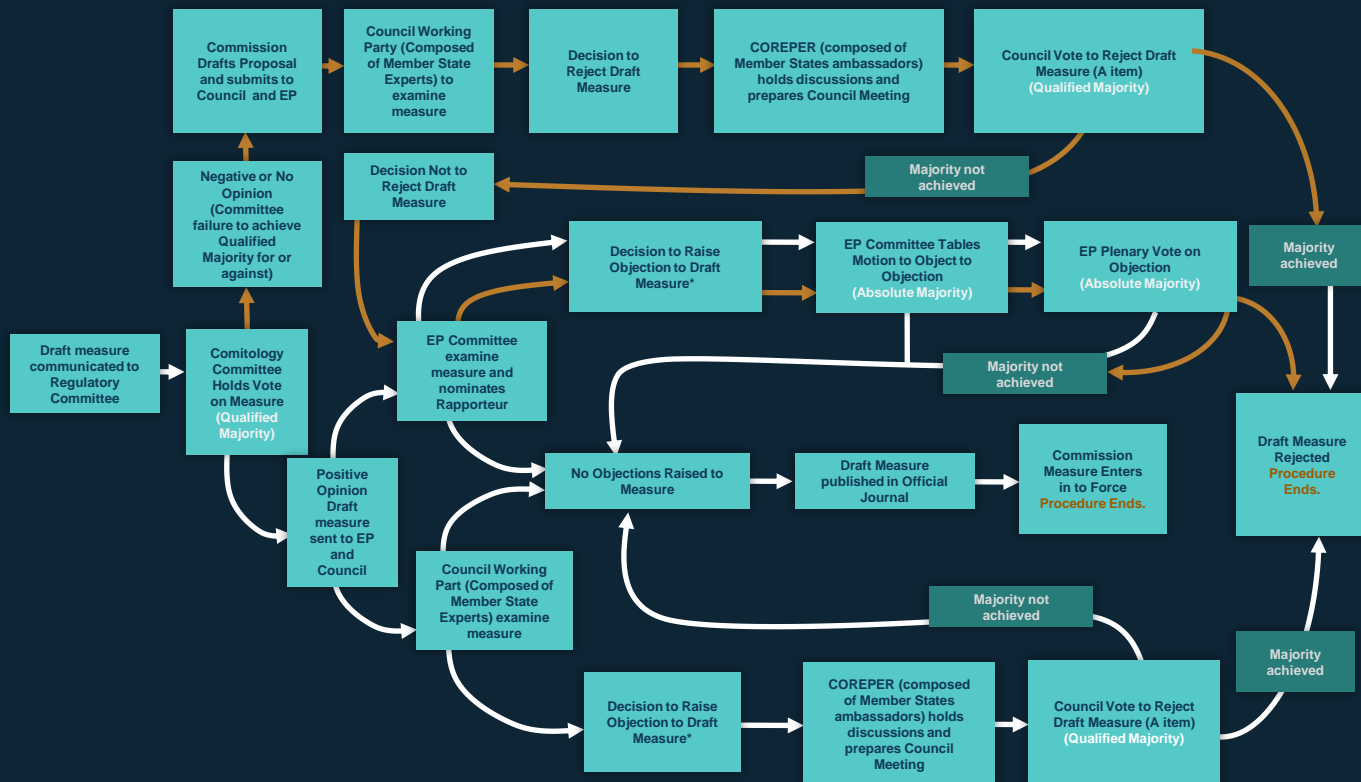 Commission
Drafts Proposal
and submits to
Council and EP
Council Working
Party (Composed
of Member State
Experts) to
examine
measure
Decision to
Reject Draft
Measure
COREPER (composed of
Member States ambassadors)
holds discussions and
prepares Council Meeting
Council Vote to Reject Draft
Measure (A item)
(Qualified Majority)
Negative or No
Opinion
(Committee
failure to achieve
Qualified
Majority for or
against)
Decision Not to
Reject Draft
Measure
Majority not
achieved
Decision to Raise
Objection to Draft
Measure*
EP Committee Tables
Motion to Object to
Objection
(Absolute Majority)
EP Plenary Vote on
Objection
(Absolute Majority)
Majority
achieved
Draft measure
communicated to
Regulatory
Committee
Comitology
Committee
Holds Vote
on Measure
(Qualified
Majority)
EP Committee
examine
measure and
nominates
Rapporteur
Majority not
achieved
Draft Measure
Rejected
Procedure
Ends.
Positive
Opinion
Draft
measure
sent to EP
and
Council
No Objections Raised to
Measure
Draft Measure
published in Official
Journal
Commission
Measure Enters
in to Force
Procedure Ends.
Council Working
Part (Composed of
Member State
Experts) examine
measure
Majority not
achieved
Majority
achieved
Decision to Raise
Objection to Draft
Measure*
COREPER (composed
of Member States
ambassadors) holds
discussions and
prepares Council
Meeting
Council Vote to Reject
Draft Measure (A item)
(Qualified Majority)